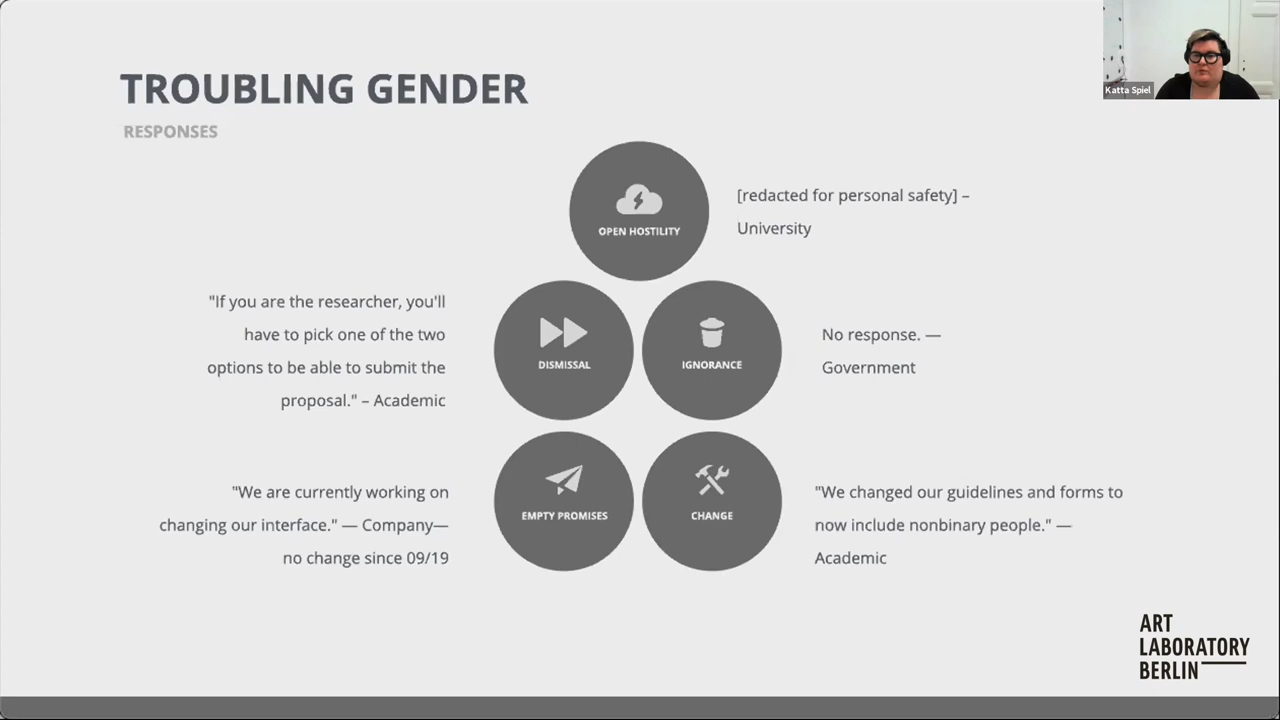 TROUBLING GENDER
RESPONSES
Katta Spiel
OPEN HOSTILITY
[redacted for personal safety] –
University
"If you are the researcher, you'll
have to pick one of the two
options to be able to submit the
proposal." – Academic
DISMISSAL
IGNORANCE
No response. —
Government
"We are currently working on
changing our interface." — Company—
no change since 09/19
EMPTY PROMISES
CHANGE
"We changed our guidelines and forms to
now include nonbinary people." —
Academic
ART
LABORATORY
BERLIN